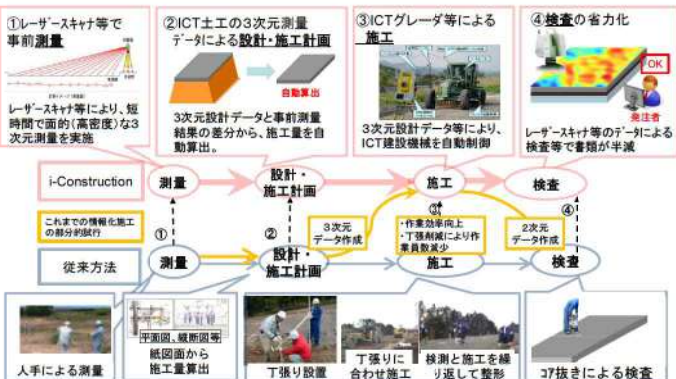 ①レーザースキャナ等で
事前測量
レーザースキャナ等により、短
時間で面的(高密度)な3
次元測量を実施
②ICT土工の3次元測量
データによる設計・施工計画
自動算出
3次元設計データと事前測量
結果の差分から、施工量を自
動算出。
③ICTグレーダ等による
施工
3次元設計データ等により、
ICT建設機械を自動制御
④検査の省力化
OK
発注者
レーザースキャナ等のデータによる
検査等で書類が半減
i-Construction
測量
設計・
施工計画
施工
検査
これまでの情報化施工
の部分的試行
①
②
3次元
データ作成
③
・作業効率向上
・丁張削減により作
業員数減少
2次元
データ作成
④
従来方法
測量
設計・
施工計画
施工
検査
人手による測量
平面図、縦断図等
紙図面から
施工量算出
丁張り設置
丁張りに
合わせ施工
検測と施工を繰
り返して整形
コア抜きによる検査